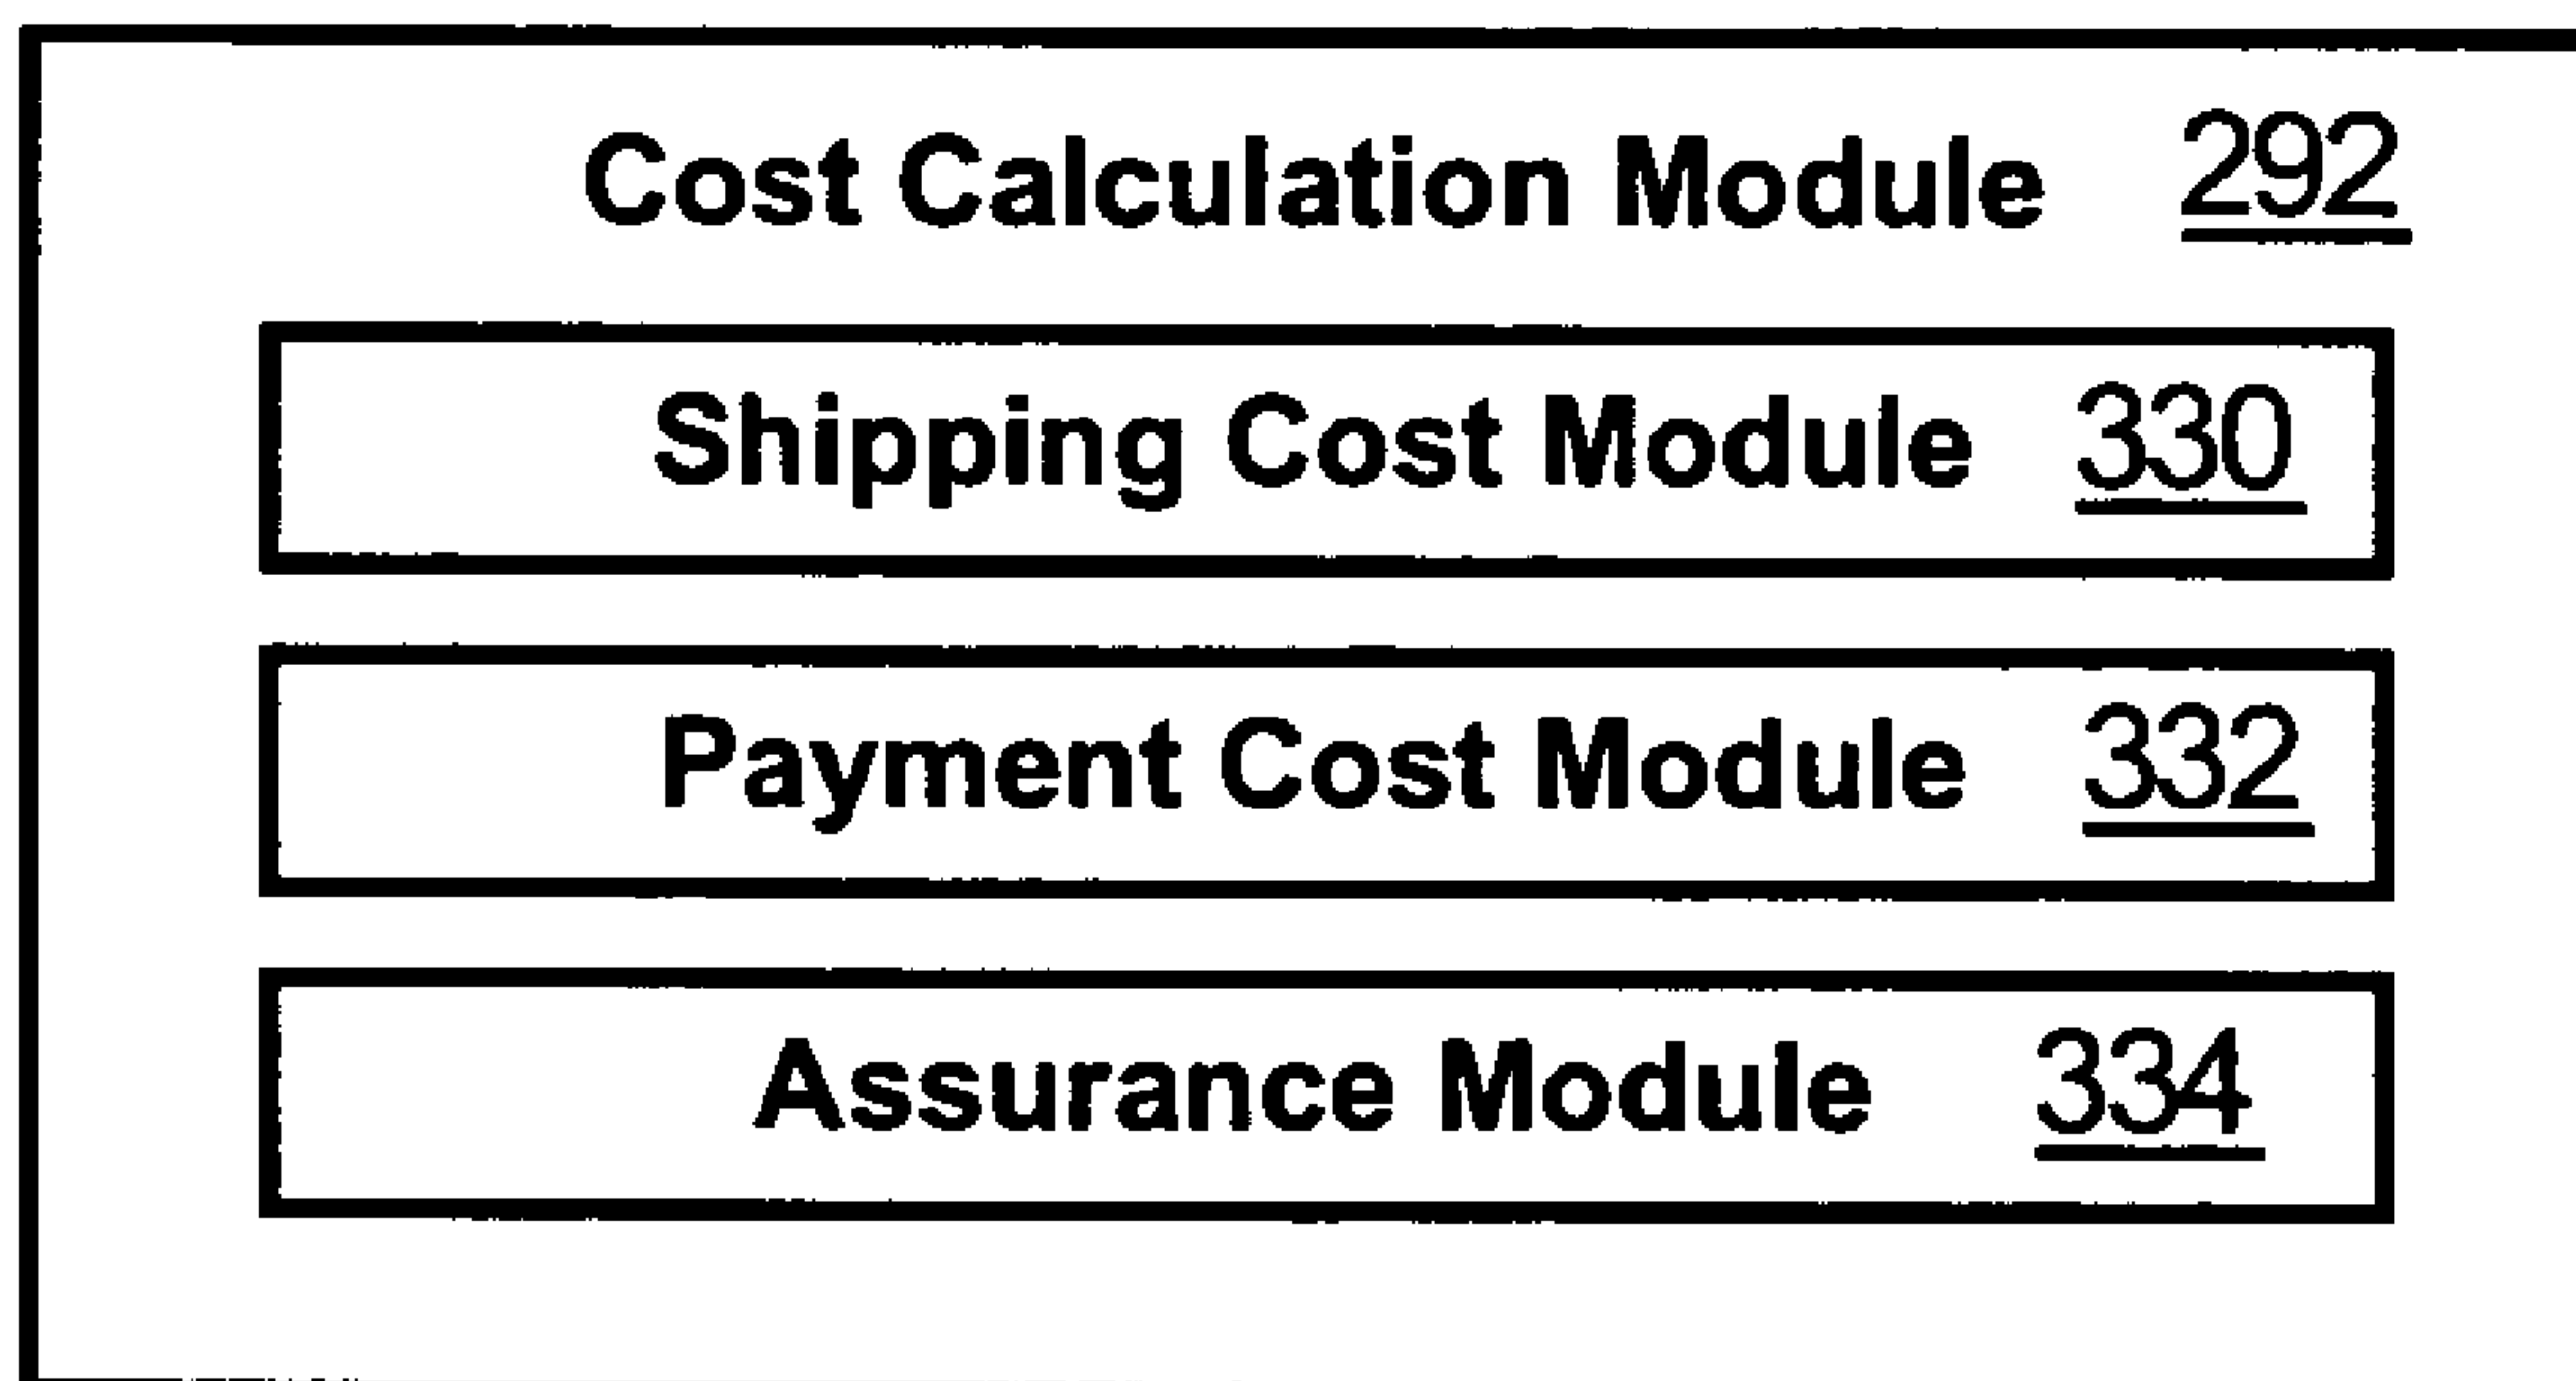 Cost Calculation Module 292
Shipping Cost Module 330
Payment Cost Module 332
Assurance Module 334